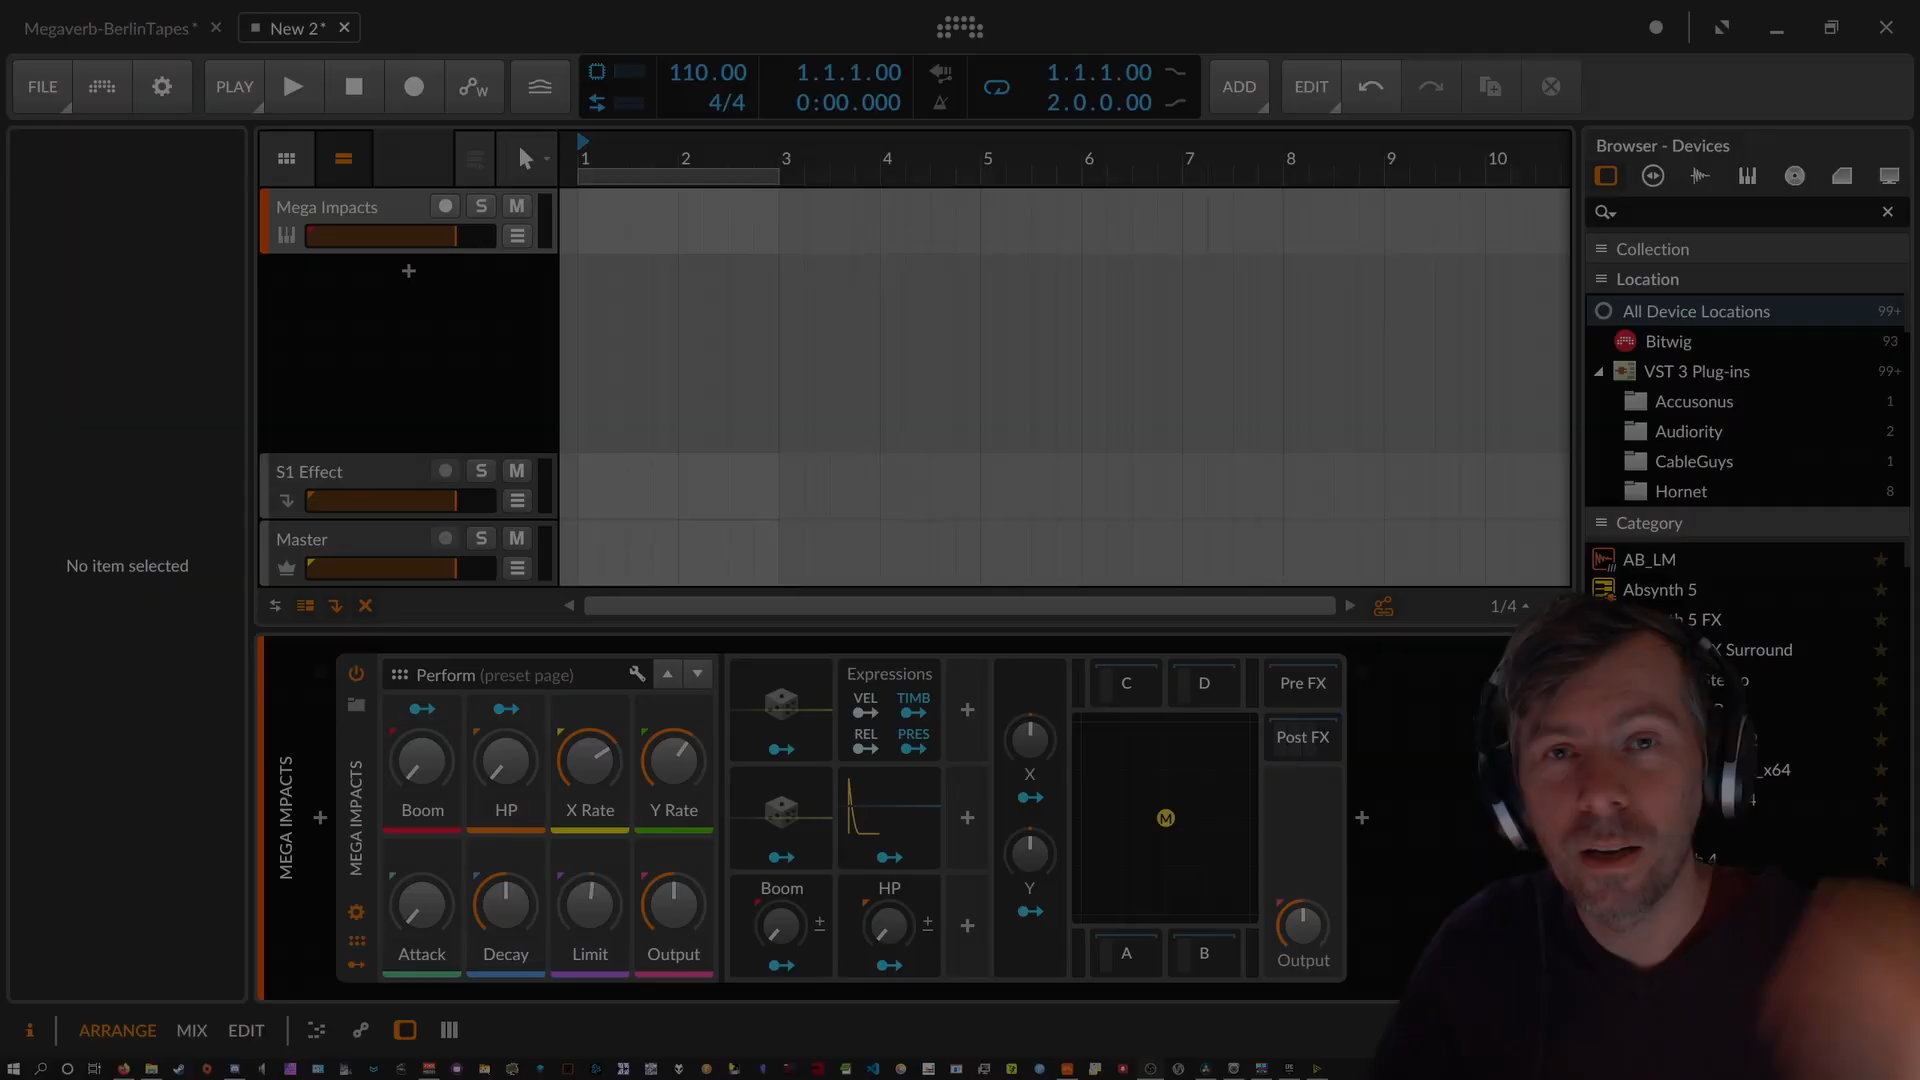 Megaverb-BerlinTapes*
New 2*
FILE
PLAY
110.00
4/4
1.1.1.00
0:00.000
1.1.1.00
2.0.0.00
ADD
EDIT
1 2 3 4 5 6 7 8 9 10
Mega Impacts
S M
S1 Effect
S M
Master
S M
No item selected
1/4
Browser - Devices
Collection
Location
All Device Locations 99+
Bitwig 93
VST 3 Plug-ins 99+
Accusonus 1
Audiority 2
CableGuys 1
Hornet 8
Category
AB_LM
Absynth 5
5 FX
Surround
_x64
MEGA IMPACTS
MEGA IMPACTS
Perform (preset page)
Boom HP X Rate Y Rate
Attack Decay Limit Output
Expressions
VEL TIMB
REL PRES
Boom HP
X
Y
C D
M
A B
Pre FX
Post FX
Output
ARRANGE MIX EDIT